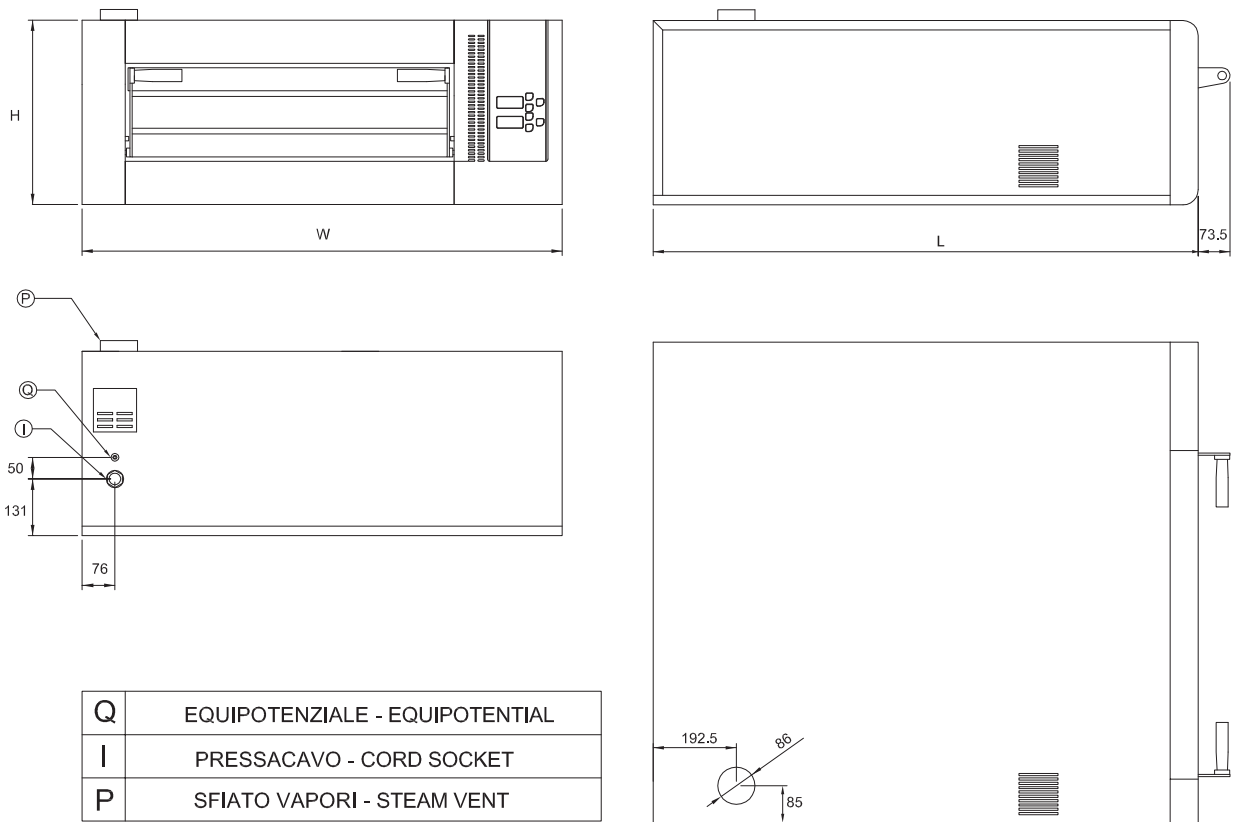 H
W
L
73.5
P
Q
I
50
131
76
192.5
86
85
Q EQUIPOTENZIALE - EQUIPOTENTIAL
I PRESSACAVO - CORD SOCKET
P SFIATO VAPORI - STEAM VENT